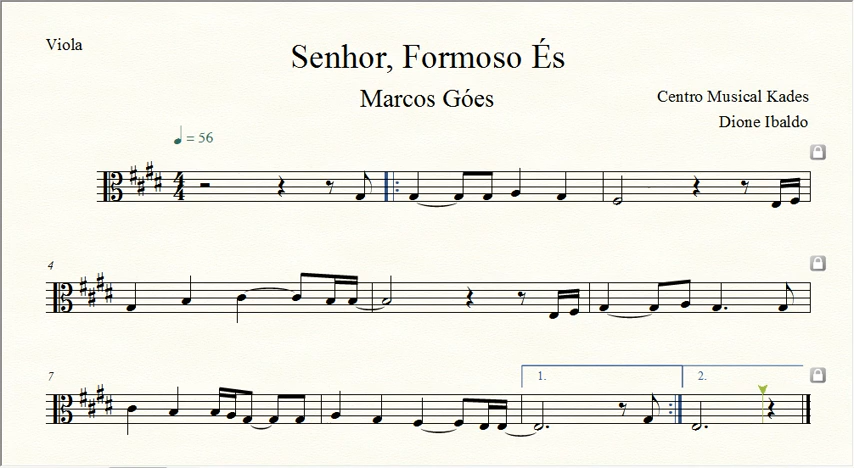 Viola
Senhor, Formoso És
Marcos Góes
Centro Musical Kades
Dione Ibaldo
= 56
4
4
4
7
1.
2.